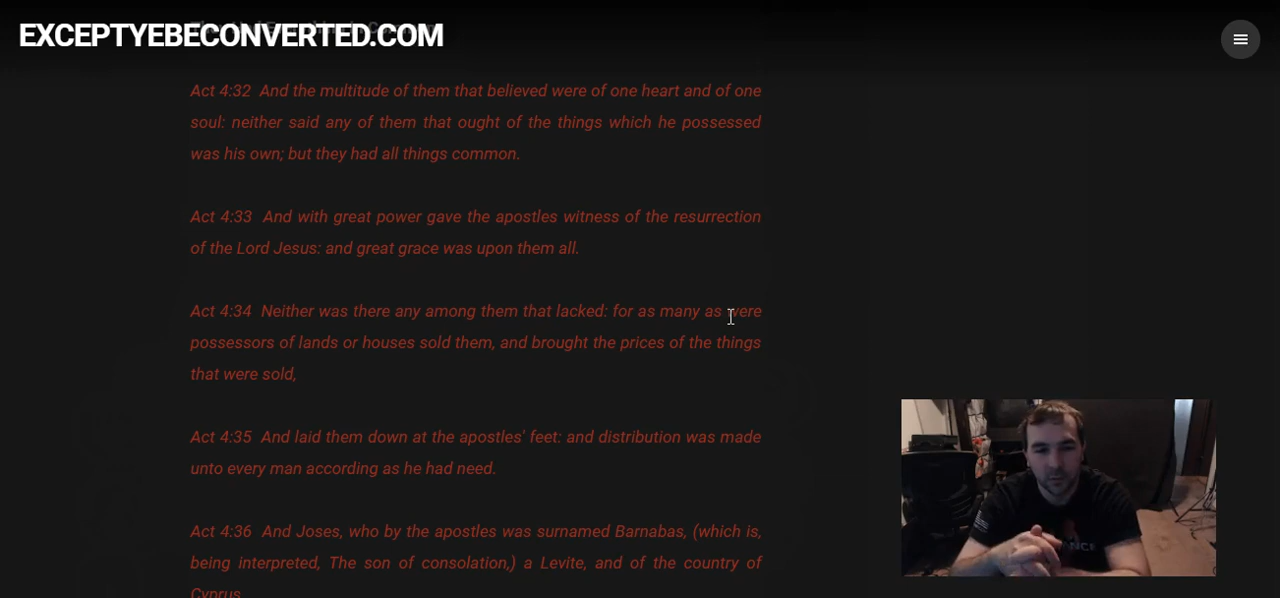 EXCEPTYEBECONVERTED.COM
Act 4:32 And the multitude of them that believed were of one heart and of one
soul: neither said any of them that ought of the things which he possessed
was his own; but they had all things common.
Act 4:33 And with great power gave the apostles witness of the resurrection
of the Lord Jesus: and great grace was upon them all.
Act 4:34 Neither was there any among them that lacked: for as many as were
possessors of lands or houses sold them, and brought the prices of the things
that were sold,
Act 4:35 And laid them down at the apostles' feet: and distribution was made
unto every man according as he had need.
Act 4:36 And Joses, who by the apostles was surnamed Barnabas, (which is,
being interpreted, The son of consolation,) a Levite, and of the country of
Cyprus